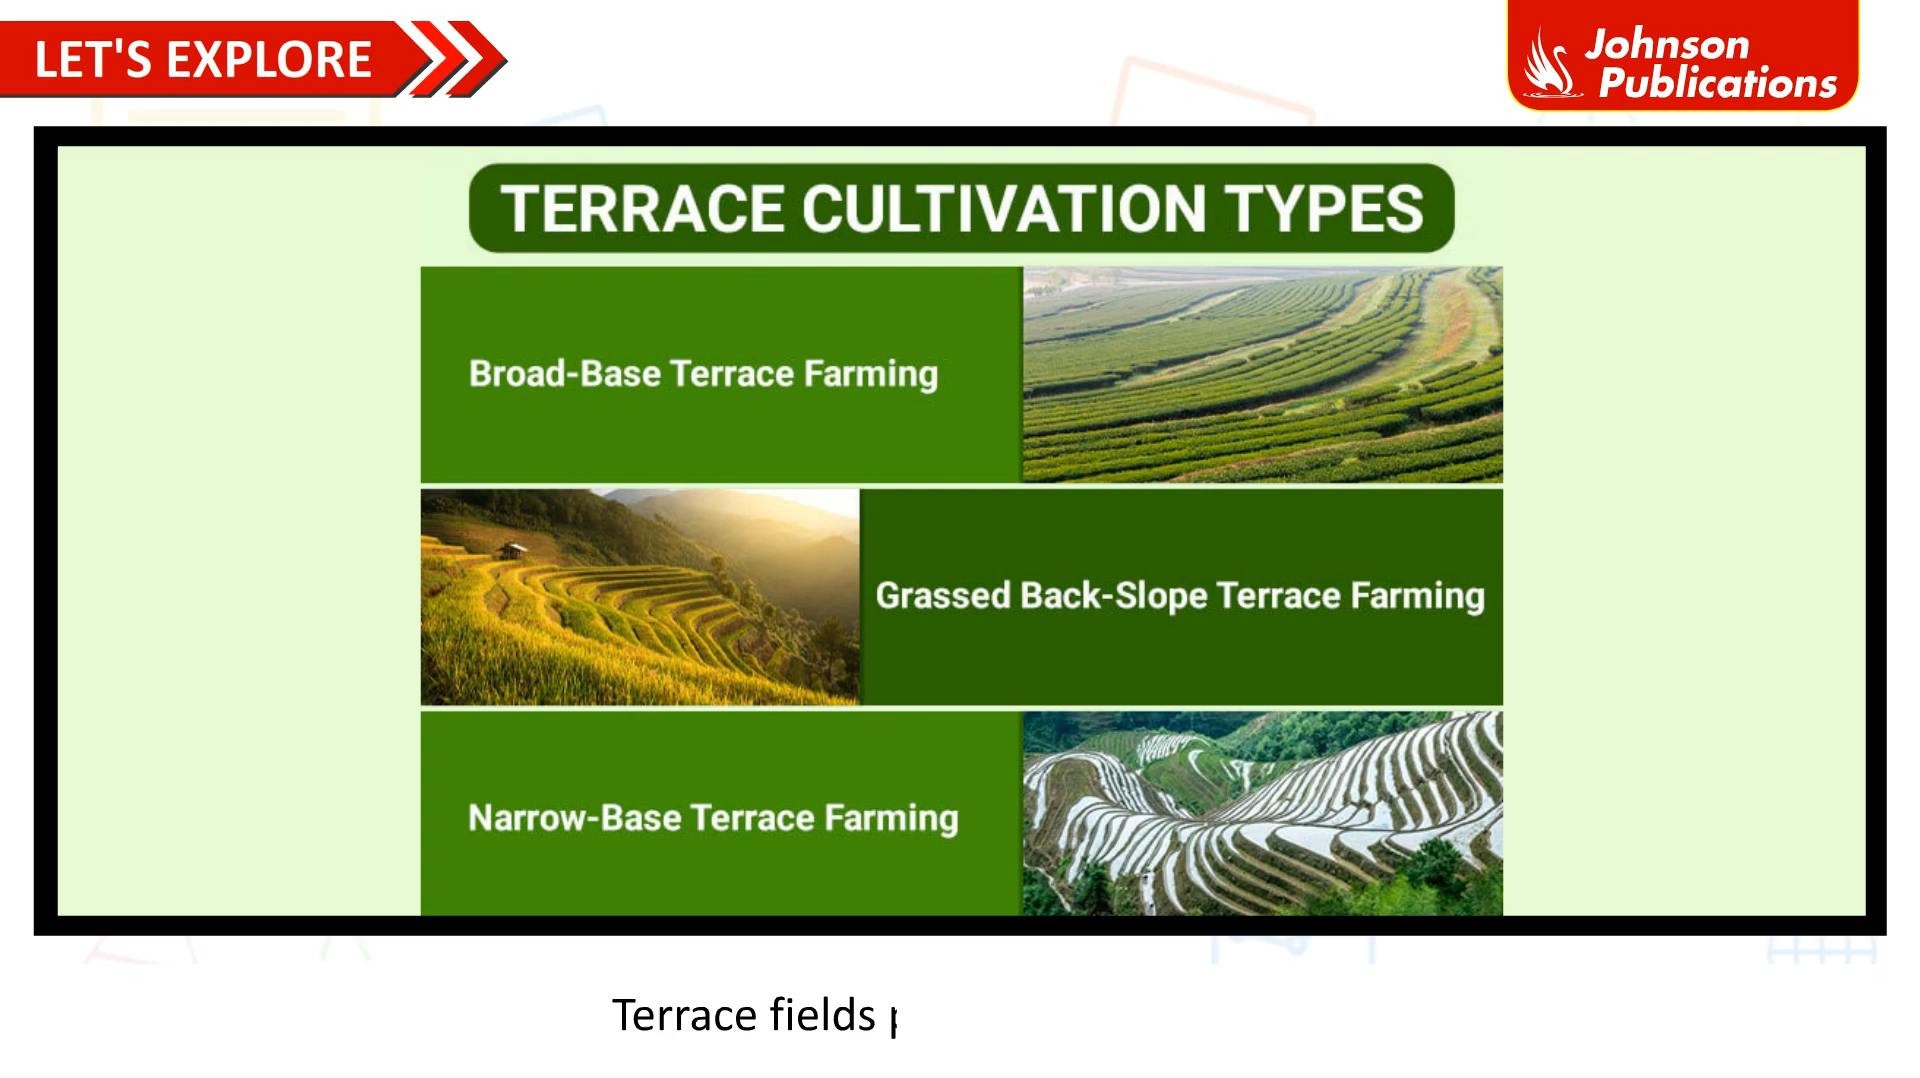 LET'S EXPLORE
Johnson
Publications
TERRACE CULTIVATION TYPES
Broad-Base Terrace Farming
Grassed Back-Slope Terrace Farming
Narrow-Base Terrace Farming
Terrace fields